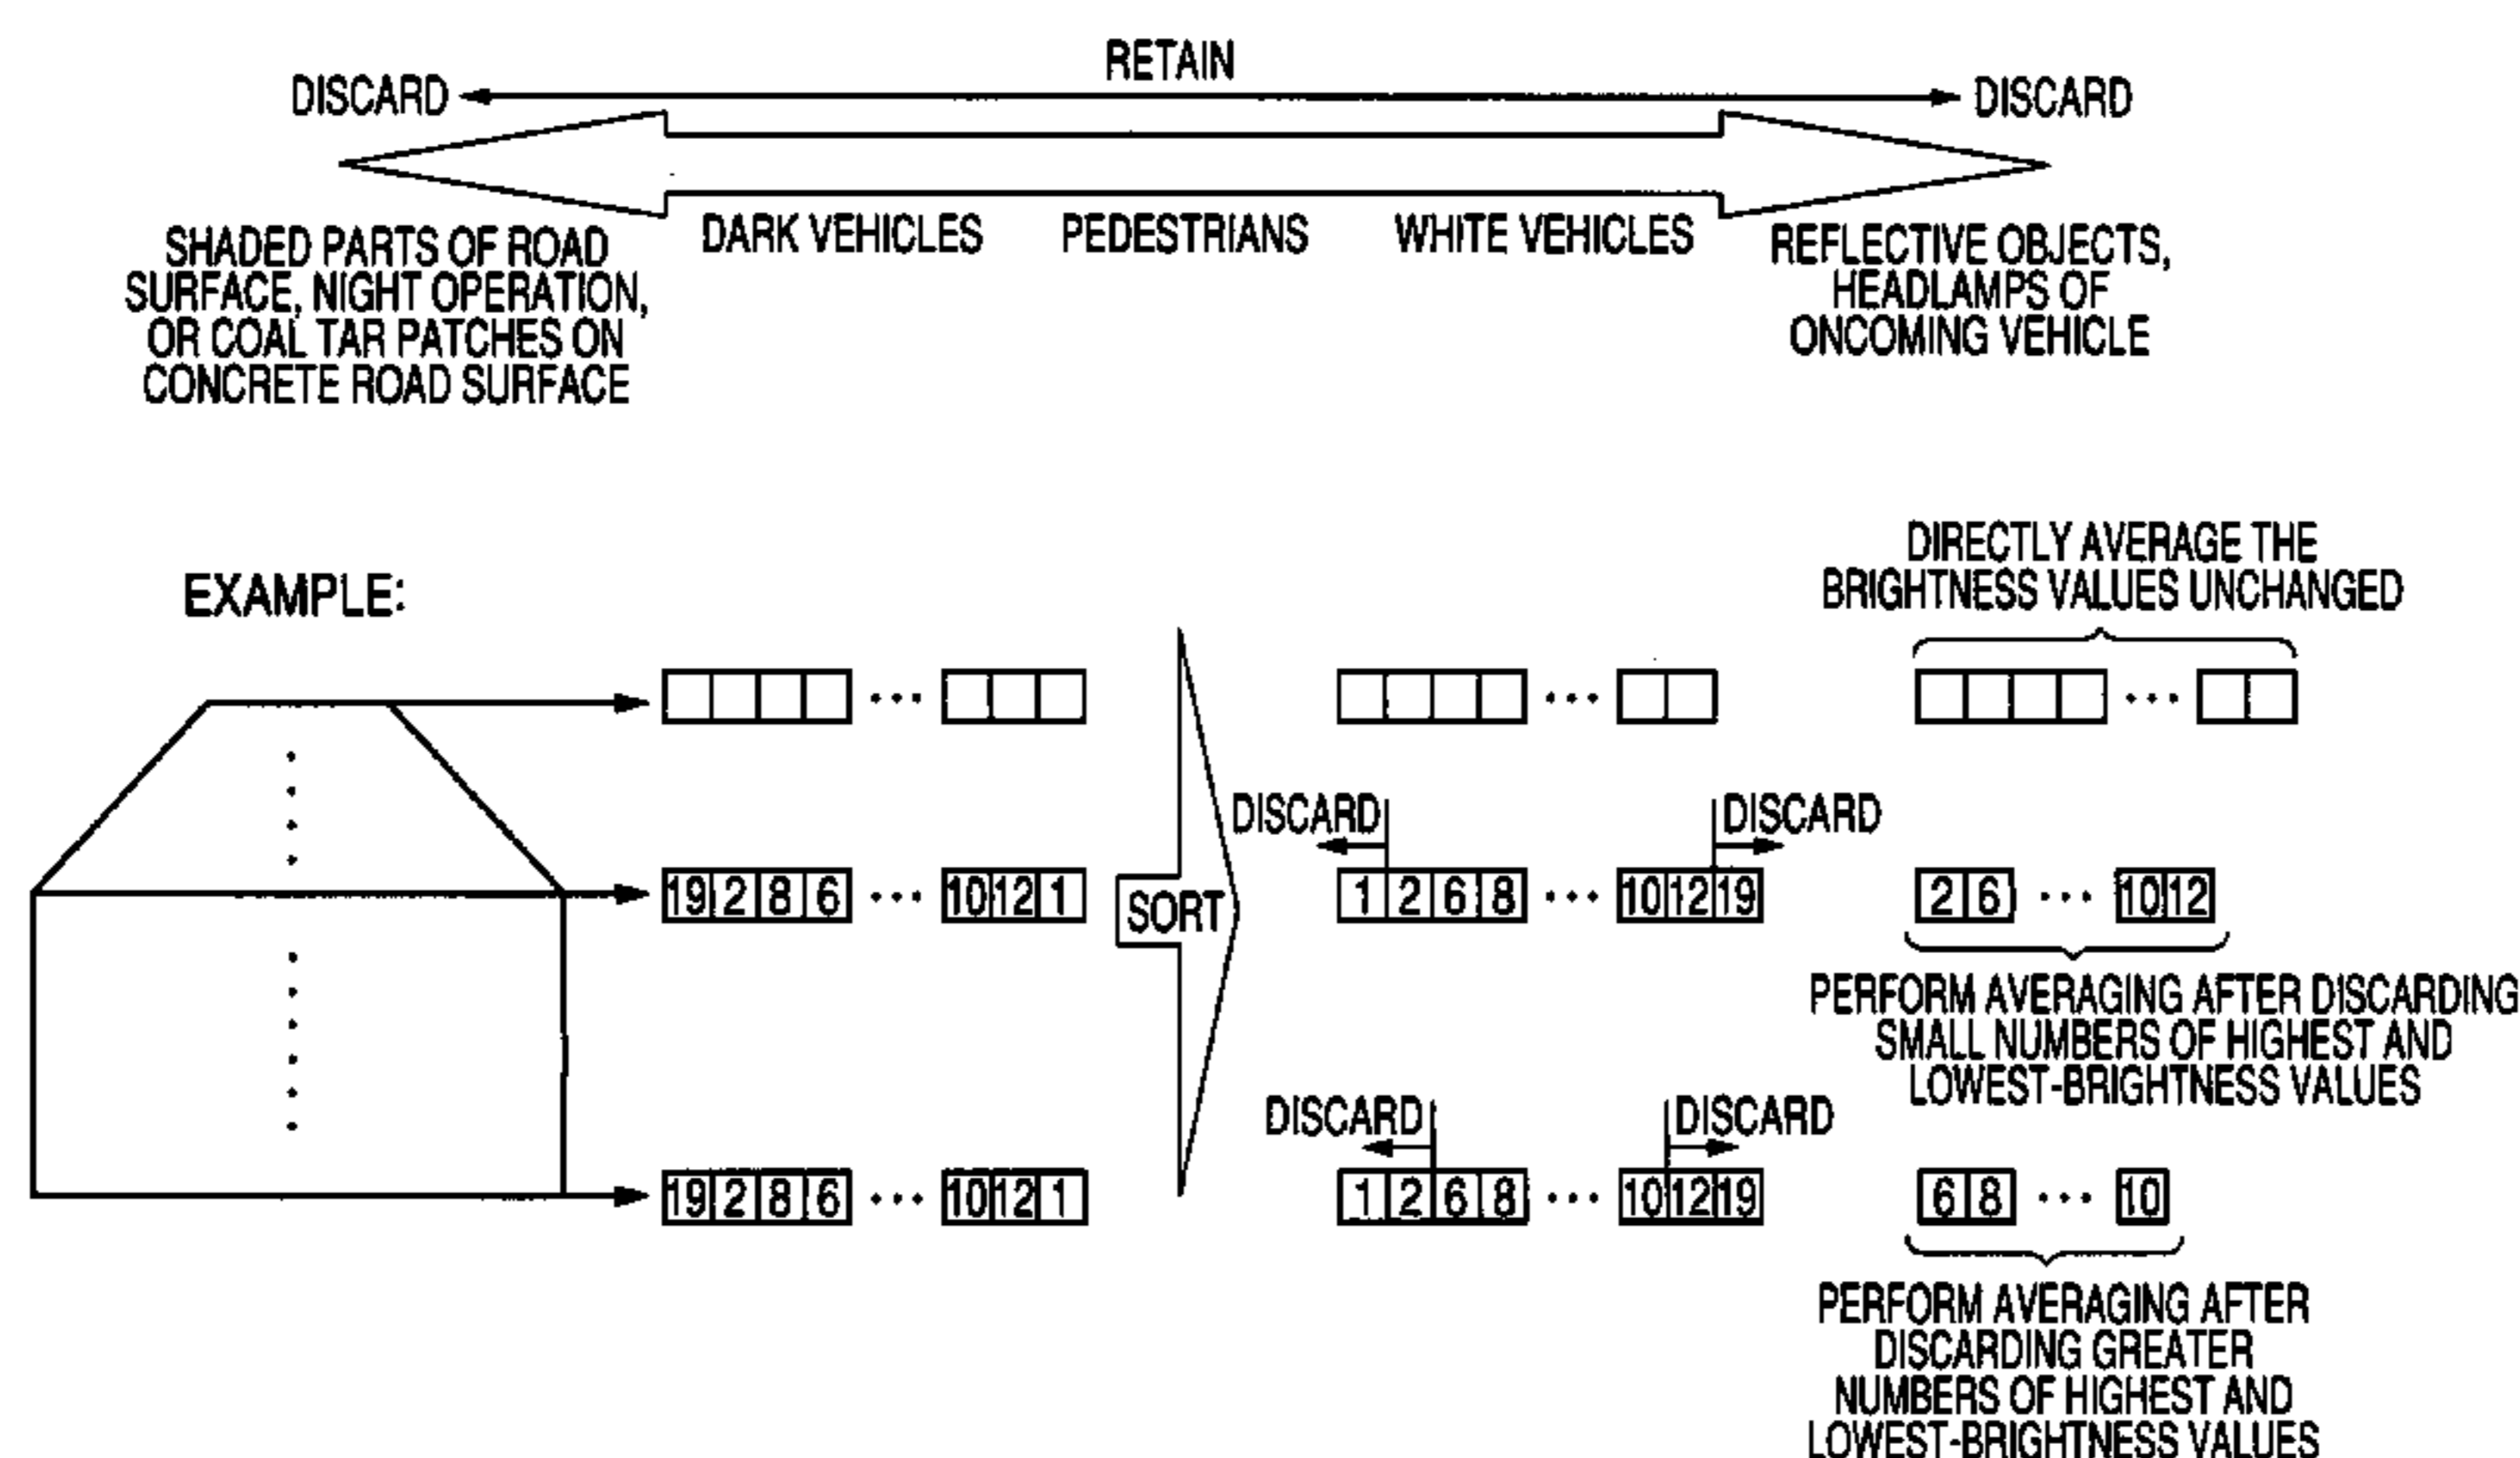 RETAIN
DISCARD
DISCARD
DARK VEHICLES
PEDESTRIANS
WHITE VEHICLES
SHADED PARTS OF ROAD
SURFACE, NIGHT OPERATION,
OR COAL TAR PATCHES ON
CONCRETE ROAD SURFACE
REFLECTIVE OBJECTS,
HEADLAMPS OF
ONCOMING VEHICLE
EXAMPLE:
DIRECTLY AVERAGE THE
BRIGHTNESS VALUES UNCHANGED
... 
...
...
DISCARD
DISCARD
19 2 8 6 ... 10 12 1
SORT
1 2 6 8 ... 10 12 19
2 6 ... 10 12
PERFORM AVERAGING AFTER DISCARDING
SMALL NUMBERS OF HIGHEST AND
LOWEST-BRIGHTNESS VALUES
DISCARD
DISCARD
19 2 8 6 ... 10 12 1
1 2 6 8 ... 10 12 19
6 8 ... 10
PERFORM AVERAGING AFTER
DISCARDING GREATER
NUMBERS OF HIGHEST AND
LOWEST-BRIGHTNESS VALUES